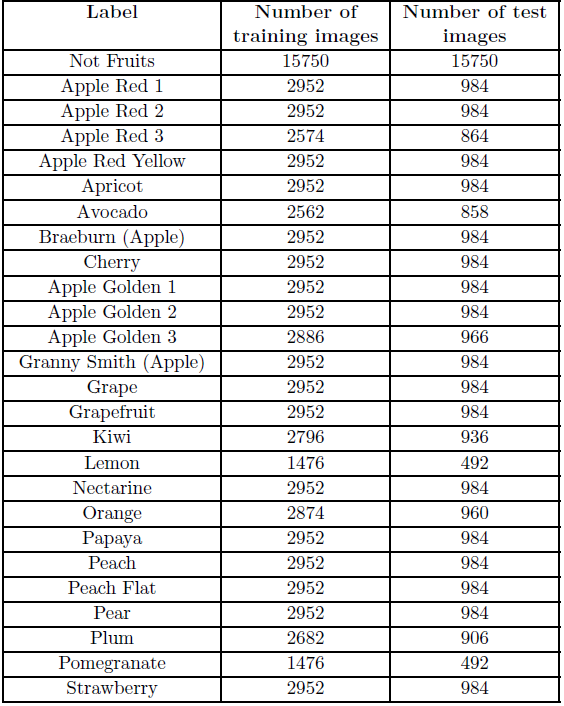 Label Number of training images Number of test images
Not Fruits 15750 15750
Apple Red 1 2952 984
Apple Red 2 2952 984
Apple Red 3 2574 864
Apple Red Yellow 2952 984
Apricot 2952 984
Avocado 2562 858
Braeburn (Apple) 2952 984
Cherry 2952 984
Apple Golden 1 2952 984
Apple Golden 2 2952 984
Apple Golden 3 2886 966
Granny Smith (Apple) 2952 984
Grape 2952 984
Grapefruit 2952 984
Kiwi 2796 936
Lemon 1476 492
Nectarine 2952 984
Orange 2874 960
Papaya 2952 984
Peach 2952 984
Peach Flat 2952 984
Pear 2952 984
Plum 2682 906
Pomegranate 1476 492
Strawberry 2952 984